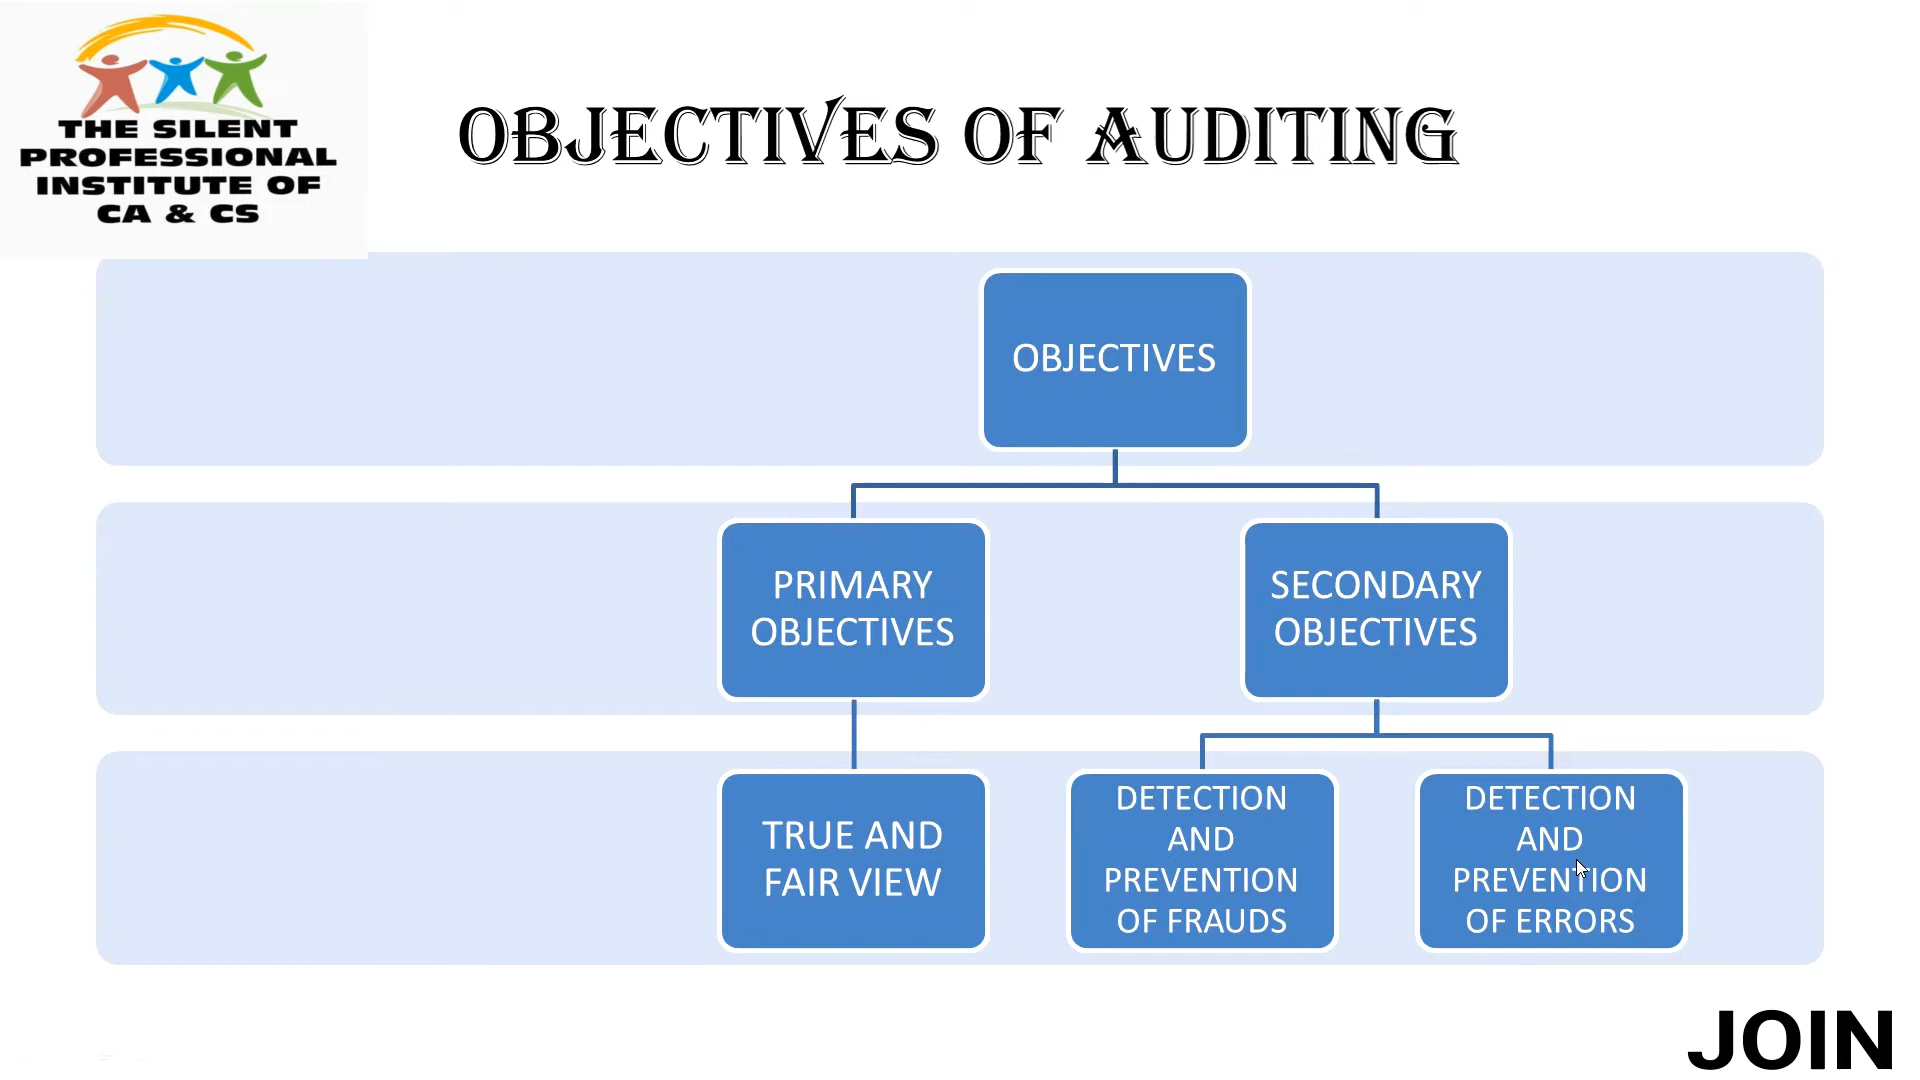 THE SILENT
PROFESSIONAL
INSTITUTE OF
CA & CS
OBJECTIVES OF AUDITING
OBJECTIVES
PRIMARY
OBJECTIVES
SECONDARY
OBJECTIVES
TRUE AND
FAIR VIEW
DETECTION
AND
PREVENTION
OF FRAUDS
DETECTION
AND
PREVENTION
OF ERRORS
JOIN